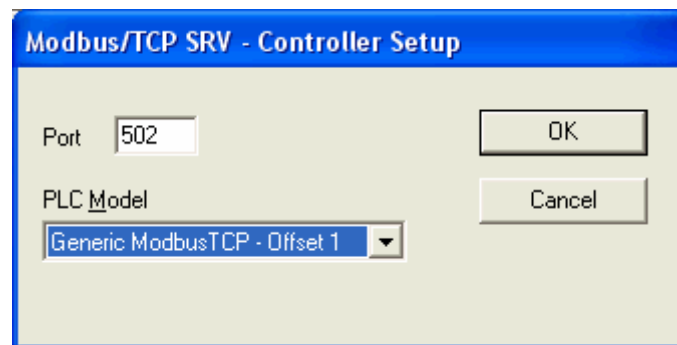 Modbus/TCP SRV - Controller Setup
Port 502 OK
PLC Model Cancel
Generic ModbusTCP - Offset 1